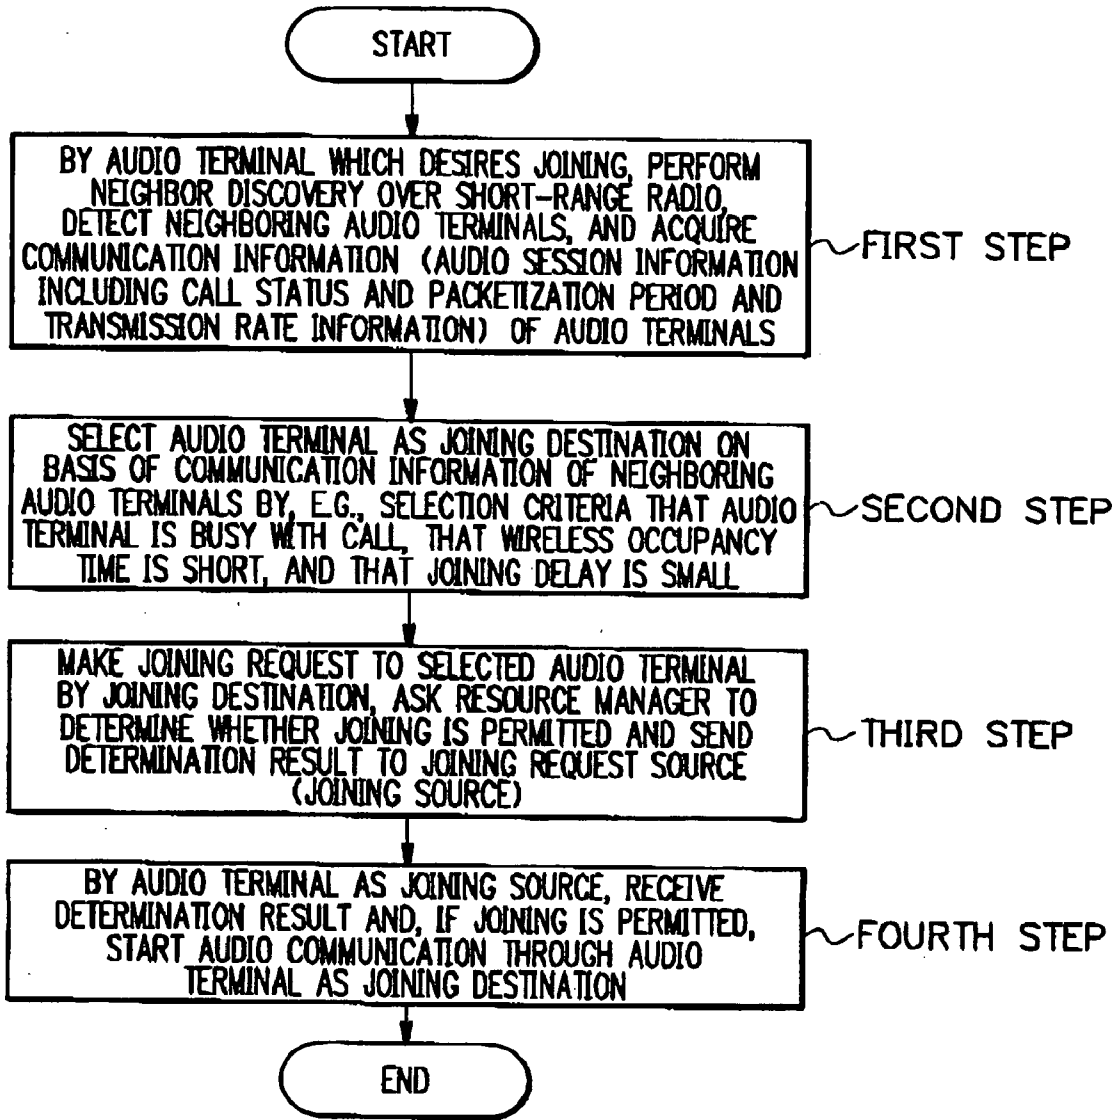 START
BY AUDIO TERMINAL WHICH DESIRES JOINING, PERFORM
NEIGHBOR DISCOVERY OVER SHORT-RANGE RADIO,
DETECT NEIGHBORING AUDIO TERMINALS, AND ACQUIRE
COMMUNICATION INFORMATION (AUDIO SESSION INFORMATION
INCLUDING CALL STATUS AND PACKETIZATION PERIOD AND
TRANSMISSION RATE INFORMATION) OF AUDIO TERMINALS
FIRST STEP
SELECT AUDIO TERMINAL AS JOINING DESTINATION ON
BASIS OF COMMUNICATION INFORMATION OF NEIGHBORING
AUDIO TERMINALS BY, E.G., SELECTION CRITERIA THAT AUDIO
TERMINAL IS BUSY WITH CALL, THAT WIRELESS OCCUPANCY
TIME IS SHORT, AND THAT JOINING DELAY IS SMALL
SECOND STEP
MAKE JOINING REQUEST TO SELECTED AUDIO TERMINAL
BY JOINING DESTINATION, ASK RESOURCE MANAGER TO
DETERMINE WHETHER JOINING IS PERMITTED AND SEND
DETERMINATION RESULT TO JOINING REQUEST SOURCE
(JOINING SOURCE)
THIRD STEP
BY AUDIO TERMINAL AS JOINING SOURCE, RECEIVE
DETERMINATION RESULT AND, IF JOINING IS PERMITTED,
START AUDIO COMMUNICATION THROUGH AUDIO
TERMINAL AS JOINING DESTINATION
FOURTH STEP
END